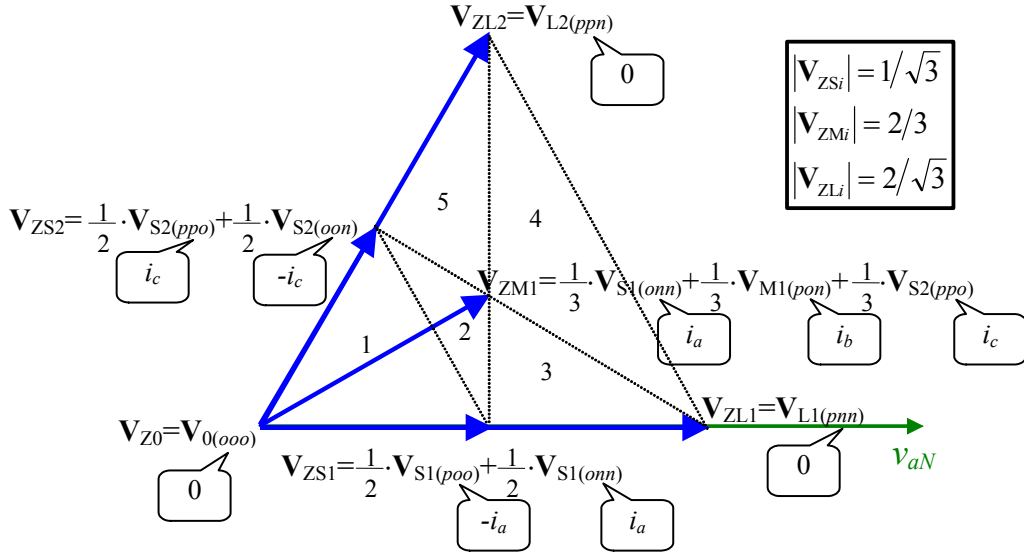 V_ZL2=V_L2(ppn)
0
|V_ZSi| = 1/√3
|V_ZMi| = 2/3
|V_ZLi| = 2/√3
5
4
V_ZS2= 1/2 · V_S2(ppo)+ 1/2 · V_S2(oon)
i_c
-i_c
V_ZM1= 1/3 · V_S1(onn)+ 1/3 · V_M1(pon)+ 1/3 · V_S2(ppo)
i_a
i_b
i_c
1
2
3
V_Z0=V_0(ooo)
0
V_ZL1=V_L1(pnn)
0
v_aN
V_ZS1= 1/2 · V_S1(poo)+ 1/2 · V_S1(onn)
-i_a
i_a